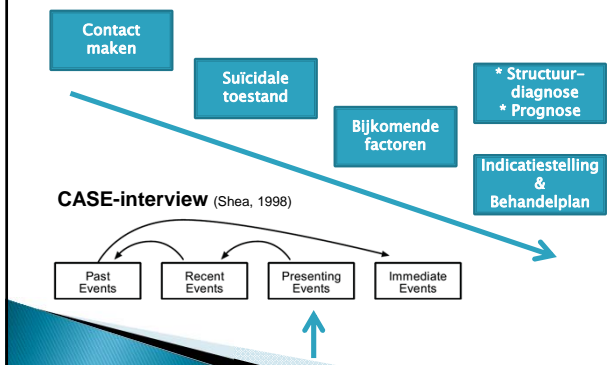 Contact
maken
Suïcidale
toestand
Bijkomende
factoren
* Structuur-
diagnose
* Prognose
Indicatiestelling
&
Behandelplan
CASE-interview (Shea, 1998)
Past
Events
Recent
Events
Presenting
Events
Immediate
Events